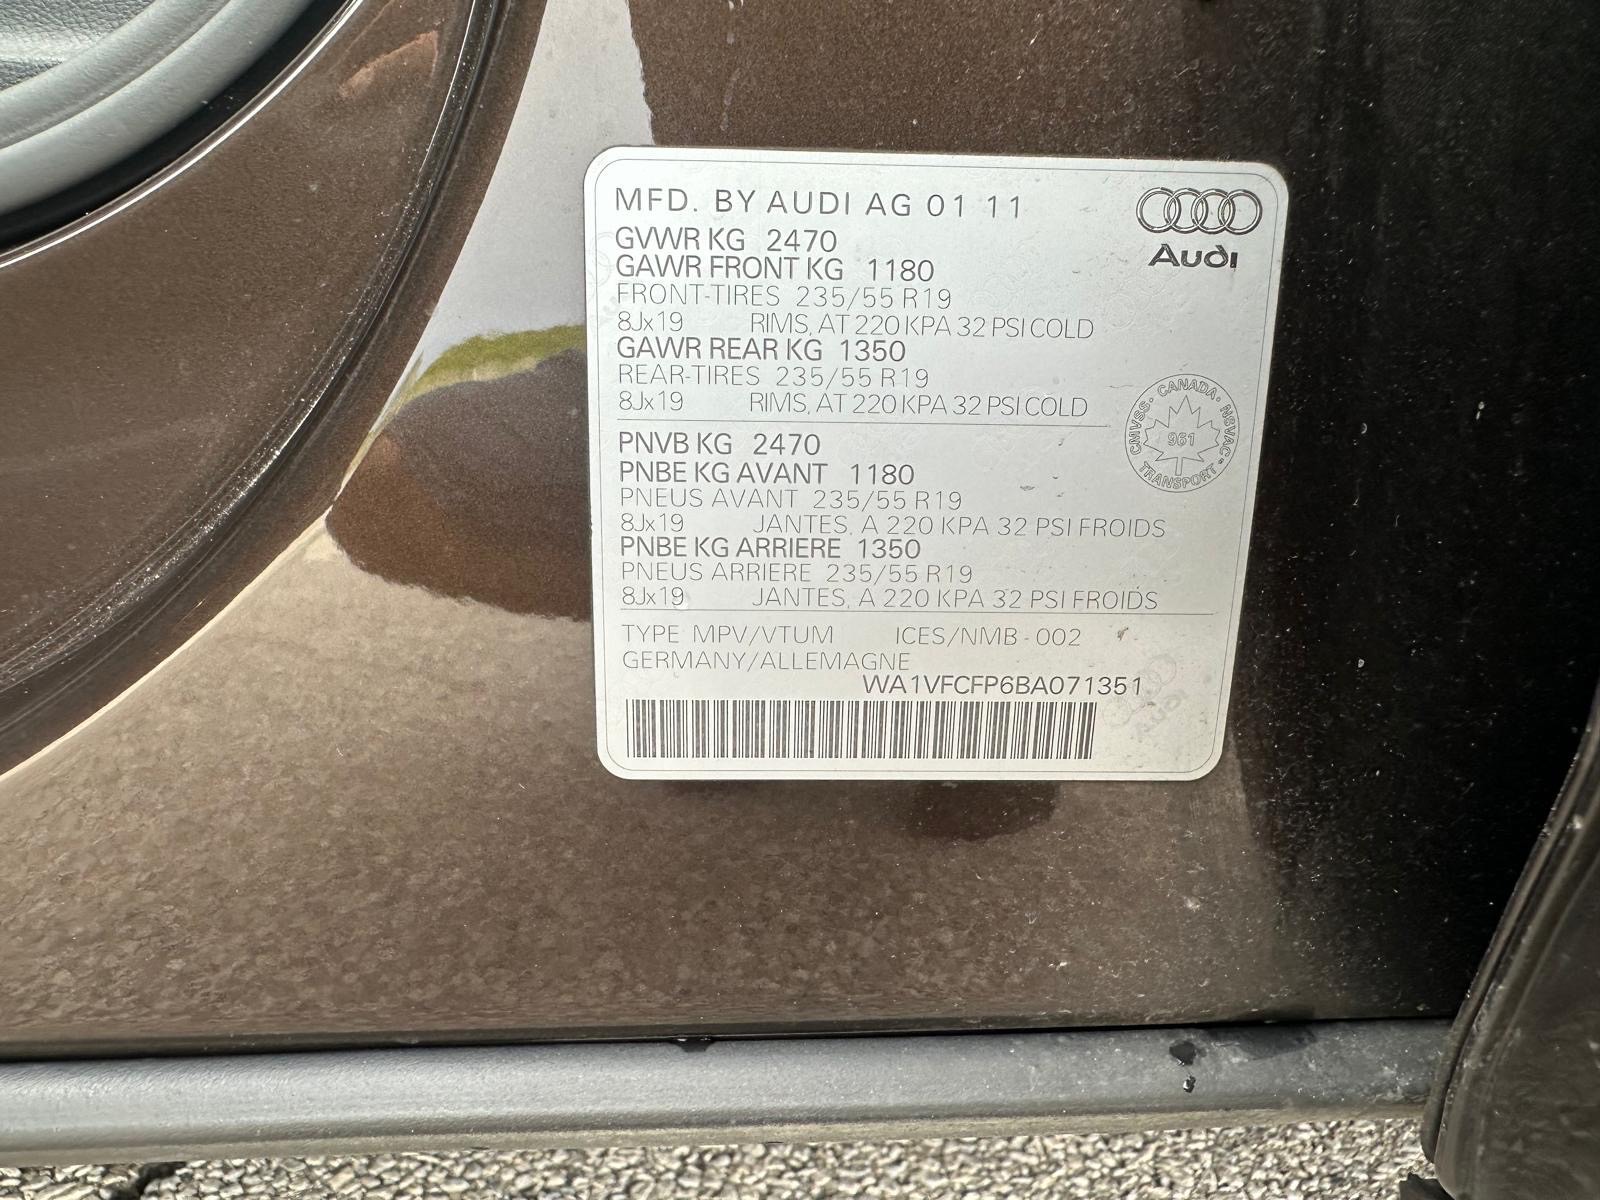 MFD. BY AUDI AG 01 11
Audi
GVWR KG 2470
GAWR FRONT KG 1180
FRONT-TIRES 235/55 R19
8Jx19 RIMS, AT 220 KPA 32 PSI COLD
GAWR REAR KG 1350
REAR-TIRES 235/55 R19
8Jx19 RIMS, AT 220 KPA 32 PSI COLD
CMVSS · CANADA · NSVAC
961
TRANSPORT
PNVB KG 2470
PNBE KG AVANT 1180
PNEUS AVANT 235/55 R19
8Jx19 JANTES, A 220 KPA 32 PSI FROIDS
PNBE KG ARRIERE 1350
PNEUS ARRIERE 235/55 R19
8Jx19 JANTES, A 220 KPA 32 PSI FROIDS
TYPE MPV/VTUM ICES/NMB - 002
GERMANY/ALLEMAGNE
WA1VFCFP6BA071351
Audi